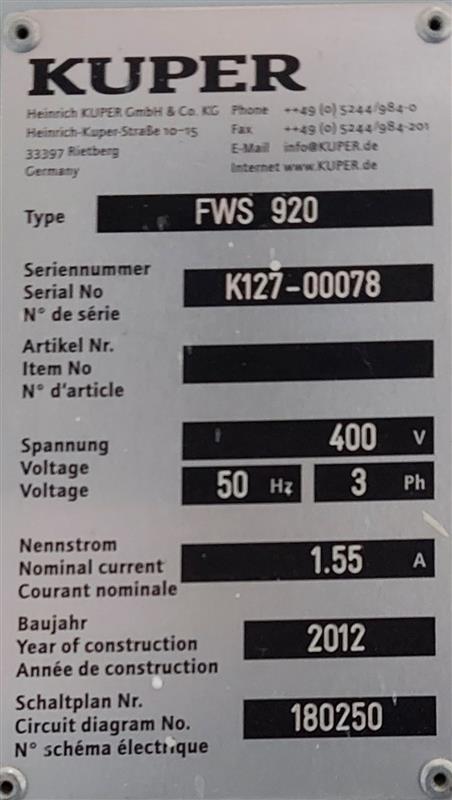 KUPER
Heinrich KUPER GmbH & Co. KG Phone ++49 (0) 5244/984-0
Heinrich-Kuper-Straße 10-15 Fax ++49 (0) 5244/984-201
33397 Rietberg E-Mail info@KUPER.de
Germany Internet www.KUPER.de
Type FWS 920
Seriennummer
Serial No K127-00078
N° de série
Artikel Nr.
Item No
N° d'article
Spannung 400 V
Voltage
Voltage 50 Hz 3 Ph
Nennstrom
Nominal current 1.55 A
Courant nominale
Baujahr
Year of construction 2012
Année de construction
Schaltplan Nr.
Circuit diagram No. 180250
N° schéma électrique